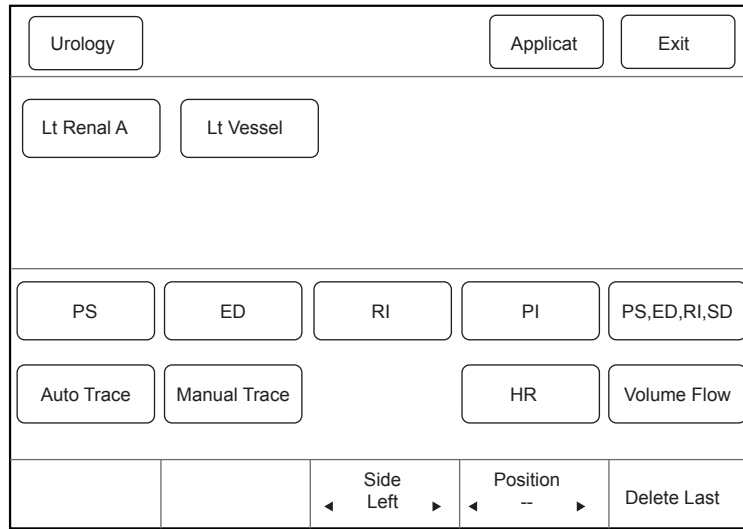 Urology
Applicat
Exit
Lt Renal A
Lt Vessel
PS
ED
RI
PI
PS,ED,RI,SD
Auto Trace
Manual Trace
HR
Volume Flow
Side
Left
Position
--
Delete Last